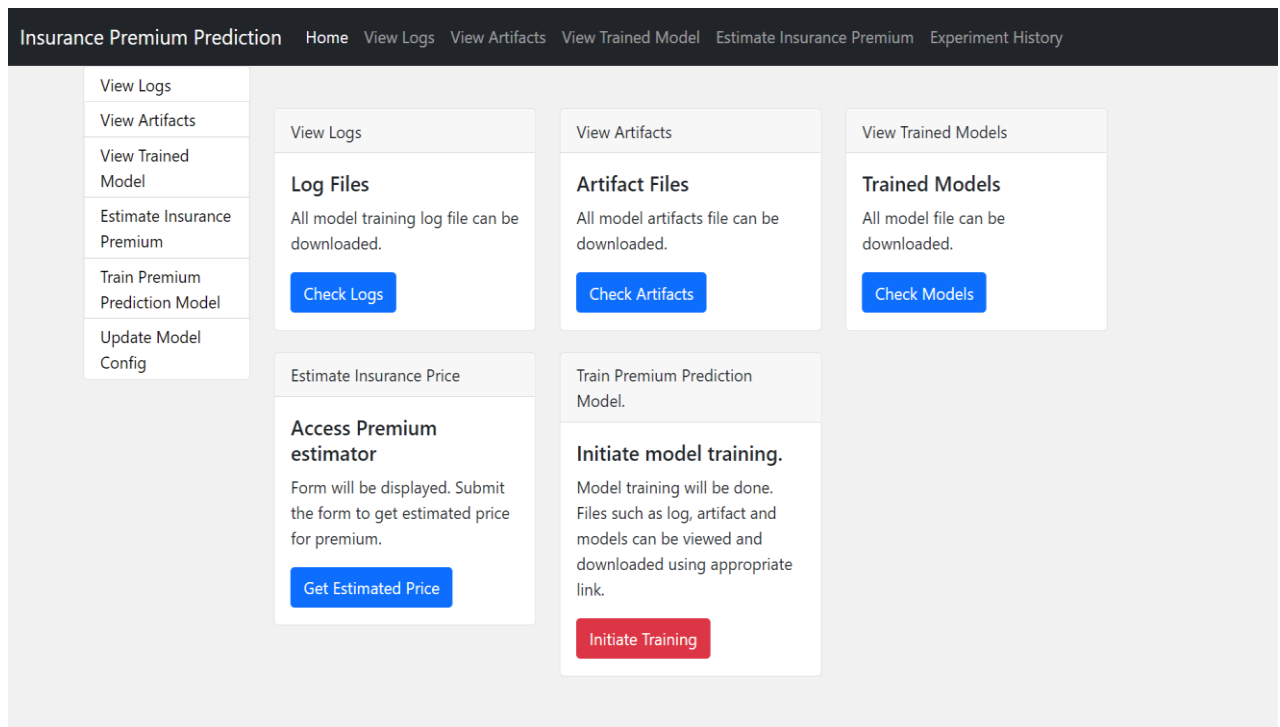 Insurance Premium Prediction Home View Logs View Artifacts View Trained Model Estimate Insurance Premium Experiment History
View Logs
View Artifacts
View Trained
Model
Estimate Insurance
Premium
Train Premium
Prediction Model
Update Model
Config
View Logs
Log Files
All model training log file can be
downloaded.
Check Logs
View Artifacts
Artifact Files
All model artifacts file can be
downloaded.
Check Artifacts
View Trained Models
Trained Models
All model file can be
downloaded.
Check Models
Estimate Insurance Price
Access Premium
estimator
Form will be displayed. Submit
the form to get estimated price
for premium.
Get Estimated Price
Train Premium Prediction
Model.
Initiate model training.
Model training will be done.
Files such as log, artifact and
models can be viewed and
downloaded using appropriate
link.
Initiate Training